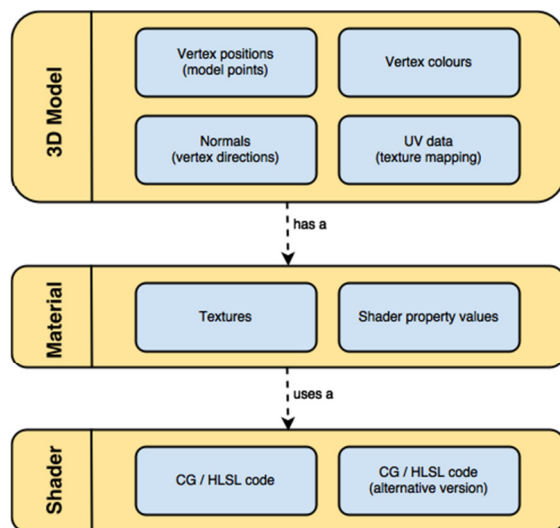 3D Model
Vertex positions
(model points)
Vertex colours
Normals
(vertex directions)
UV data
(texture mapping)
has a
Material
Textures
Shader property values
uses a
Shader
CG / HLSL code
CG / HLSL code
(alternative version)